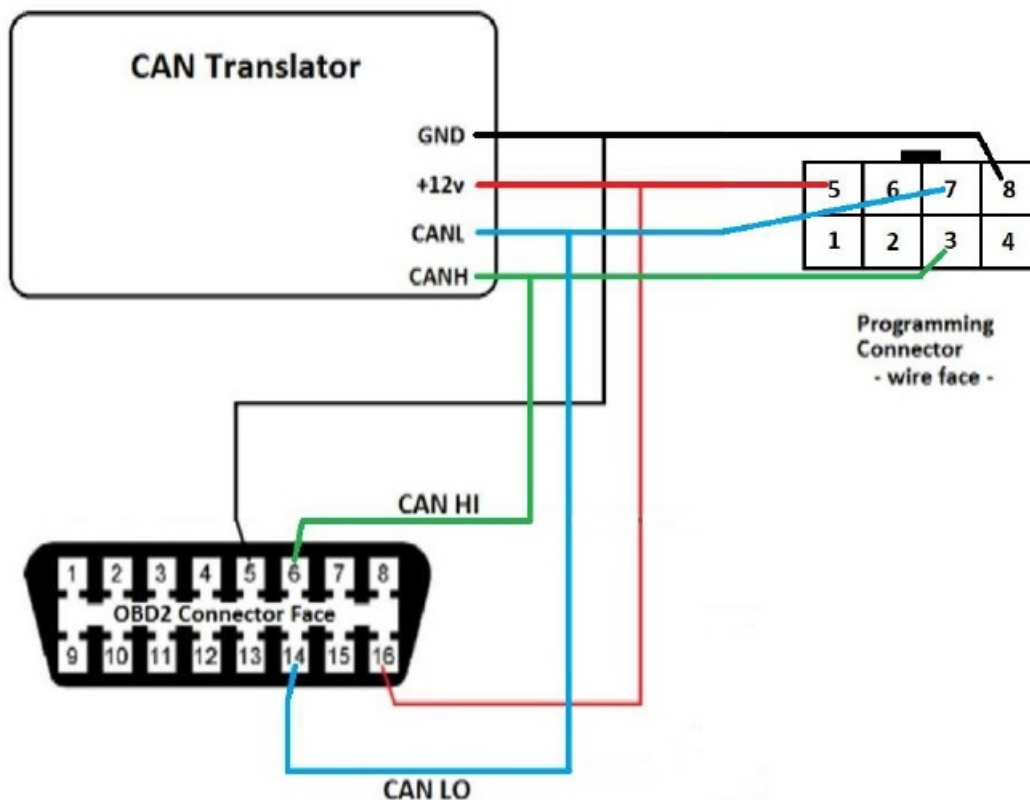 CAN Translator
GND
+12v
CANL
CANH
5 6 7 8
1 2 3 4
Programming
Connector
- wire face -
CAN HI
1 2 3 4 5 6 7 8
OBD2 Connector Face
9 10 11 12 13 14 15 16
CAN LO